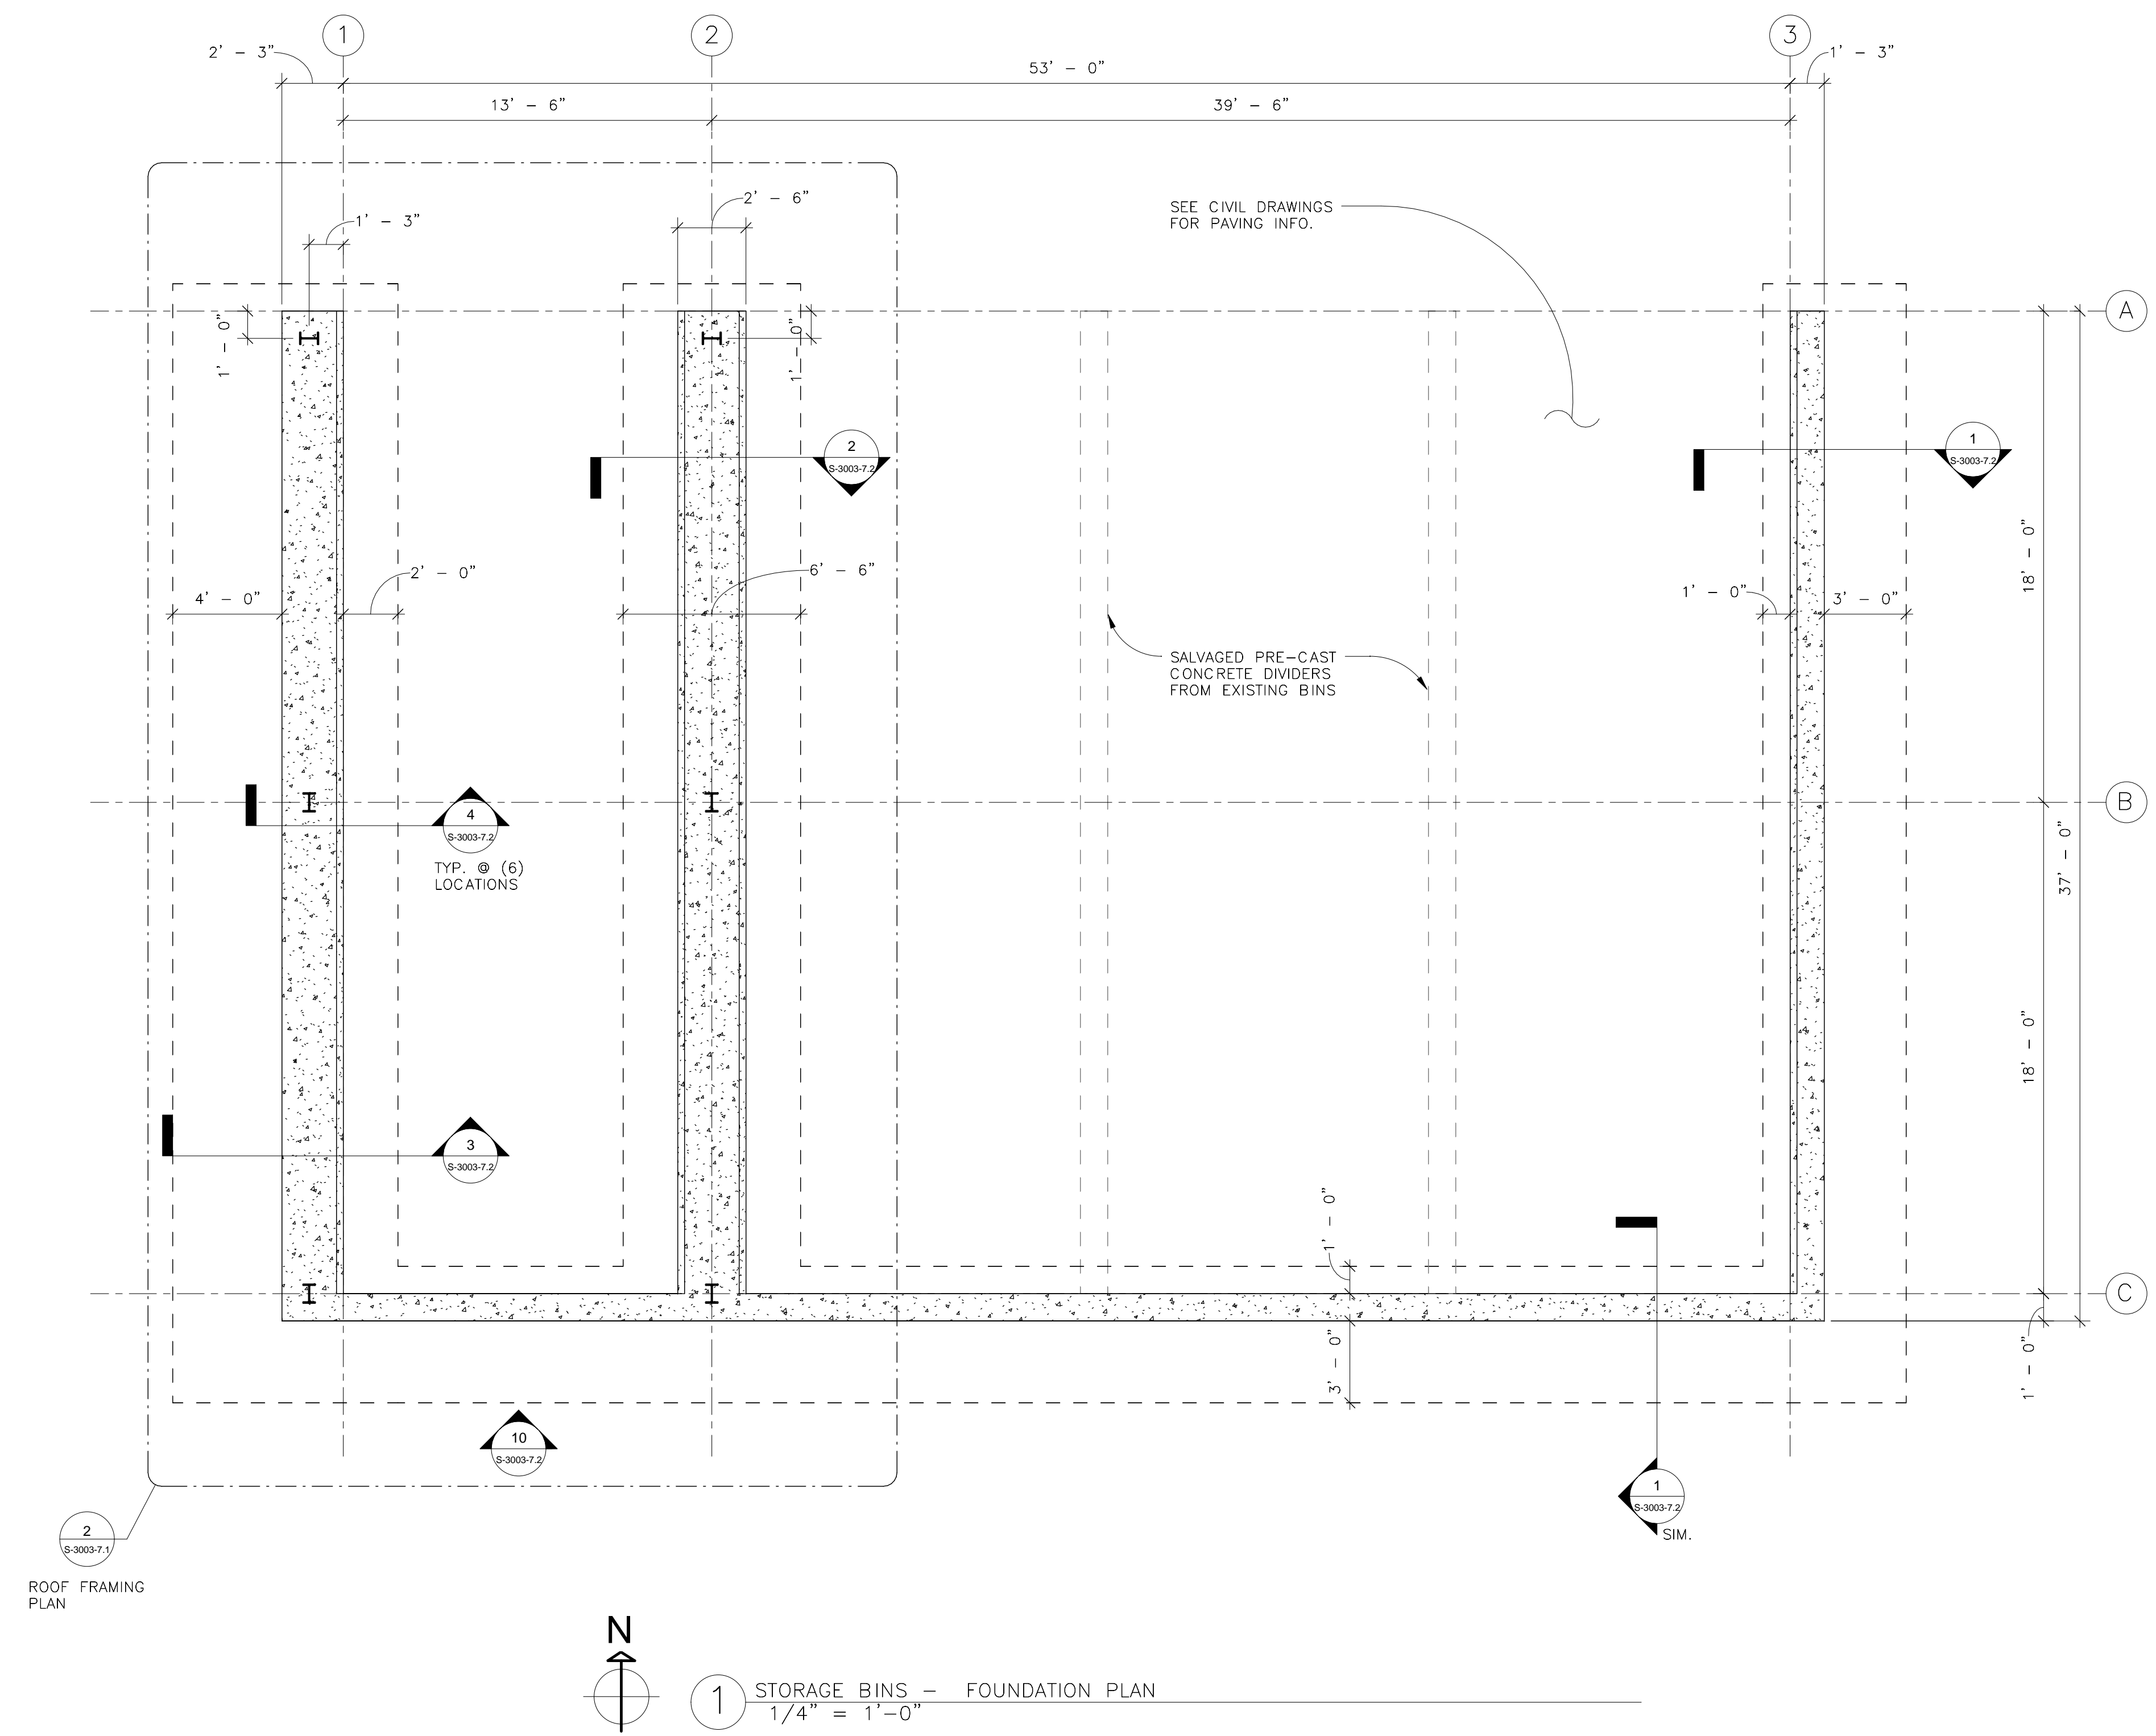 1
2
3
2' - 3"
53' - 0"
1' - 3"
13' - 6"
39' - 6"
2' - 6"
1' - 3"
SEE CIVIL DRAWINGS
FOR PAVING INFO.
A
1' - 0"
1' - 0"
2
S-3003-7.2
1
S-3003-7.2
18' - 0"
2' - 0"
6' - 6"
4' - 0"
1' - 0"
3' - 0"
SALVAGED PRE-CAST
CONCRETE DIVIDERS
FROM EXISTING BINS
B
4
S-3003-7.2
TYP. @ (6)
LOCATIONS
37' - 0"
18' - 0"
3
S-3003-7.2
1' - 0"
C
3' - 0"
1' - 0"
10
S-3003-7.2
1
S-3003-7.2
SIM.
2
S-3003-7.1
ROOF FRAMING
PLAN
N
1
STORAGE BINS - FOUNDATION PLAN
1/4" = 1'-0"